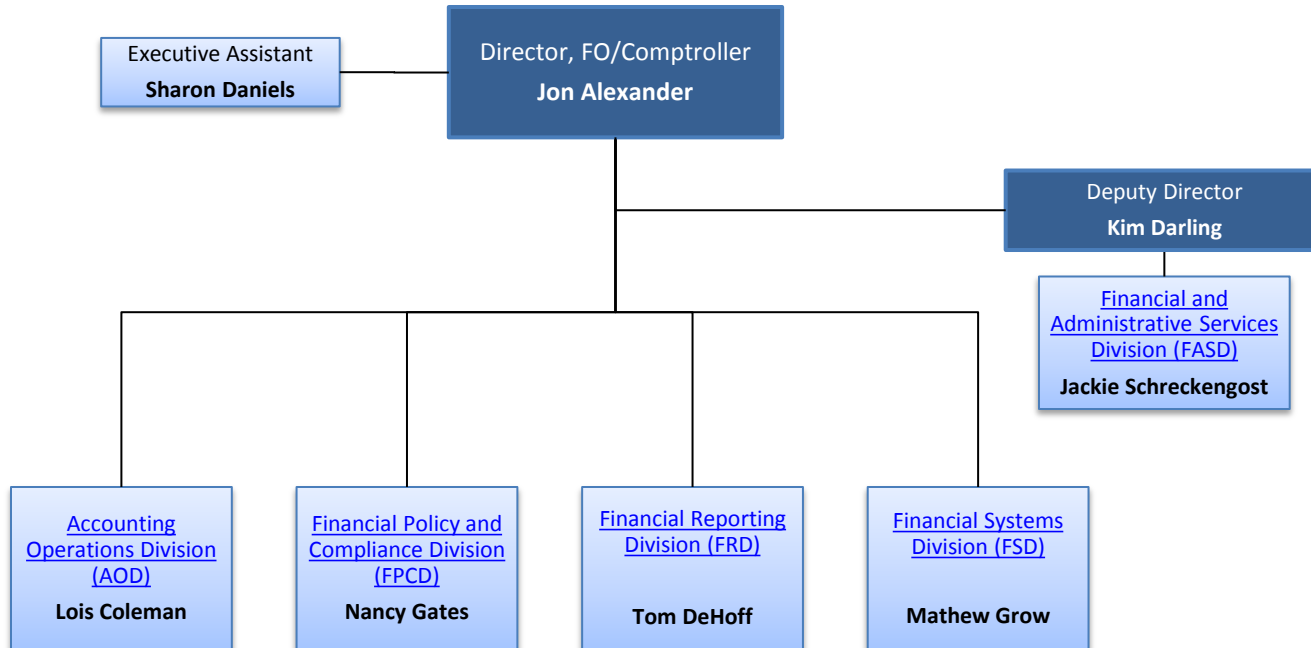 Executive Assistant
Sharon Daniels
Director, FO/Comptroller
Jon Alexander
Deputy Director
Kim Darling
Financial and
Administrative Services
Division (FASD)
Jackie Schreckengost
Accounting
Operations Division
(AOD)
Lois Coleman
Financial Policy and
Compliance Division
(FPCD)
Nancy Gates
Financial Reporting
Division (FRD)
Tom DeHoff
Financial Systems
Division (FSD)
Mathew Grow